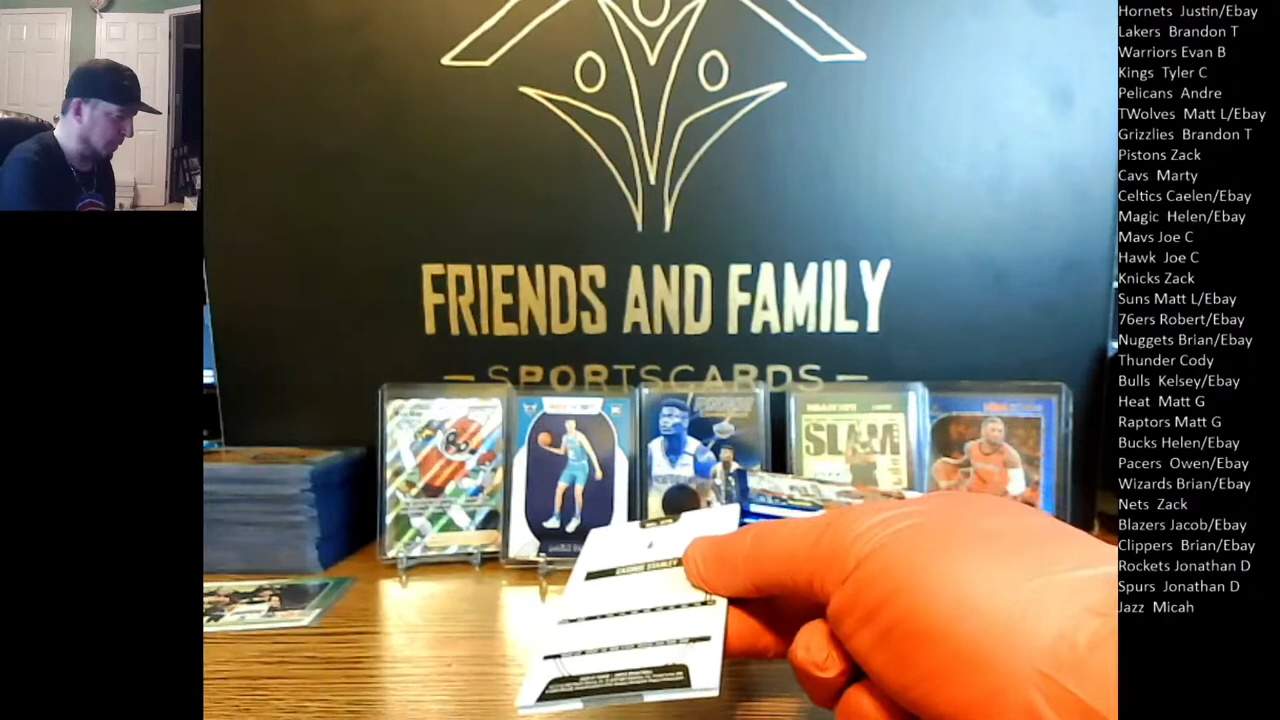 FRIENDS AND FAMILY
SPORTSCARDS
SLAM
CASSIUS STANLEY
Hornets Justin/Ebay
Lakers Brandon T
Warriors Evan B
Kings Tyler C
Pelicans Andre
TWolves Matt L/Ebay
Grizzlies Brandon T
Pistons Zack
Cavs Marty
Celtics Caelen/Ebay
Magic Helen/Ebay
Mavs Joe C
Hawk Joe C
Knicks Zack
Suns Matt L/Ebay
76ers Robert/Ebay
Nuggets Brian/Ebay
Thunder Cody
Bulls Kelsey/Ebay
Heat Matt G
Raptors Matt G
Bucks Helen/Ebay
Pacers Owen/Ebay
Wizards Brian/Ebay
Nets Zack
Blazers Jacob/Ebay
Clippers Brian/Ebay
Rockets Jonathan D
Spurs Jonathan D
Jazz Micah